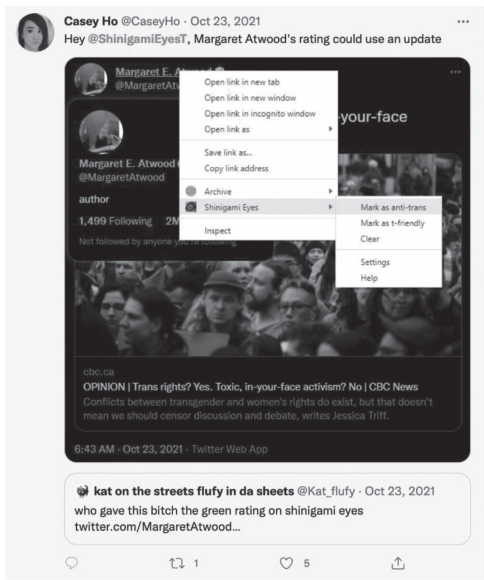 Casey Ho @CaseyHo · Oct 23, 2021
Hey @ShinigamiEyesT, Margaret Atwood's rating could use an update
Margaret E.
Open link in new tab
Open link in new window
Open link in incognito window
Open link as
Save link as...
Copy link address
Archive
Shinigami Eyes
Inspect
Mark as anti-trans
Mark as t-friendly
Clear
Settings
Help
-your-face
Margaret E. Atwood
@MargaretAtwood
author
1,499 Following
Not followed by anyone you're following
cbc.ca
OPINION | Trans rights? Yes. Toxic, in-your-face activism? No | CBC News
Conflicts between transgender and women's rights do exist, but that doesn't
mean we should censor discussion and debate, writes Jessica Triff.
6:43 AM · Oct 23, 2021 · Twitter Web App
kat on the streets flufy in da sheets @Kat_flufy · Oct 23, 2021
who gave this bitch the green rating on shinigami eyes
twitter.com/MargaretAtwood...
1
5